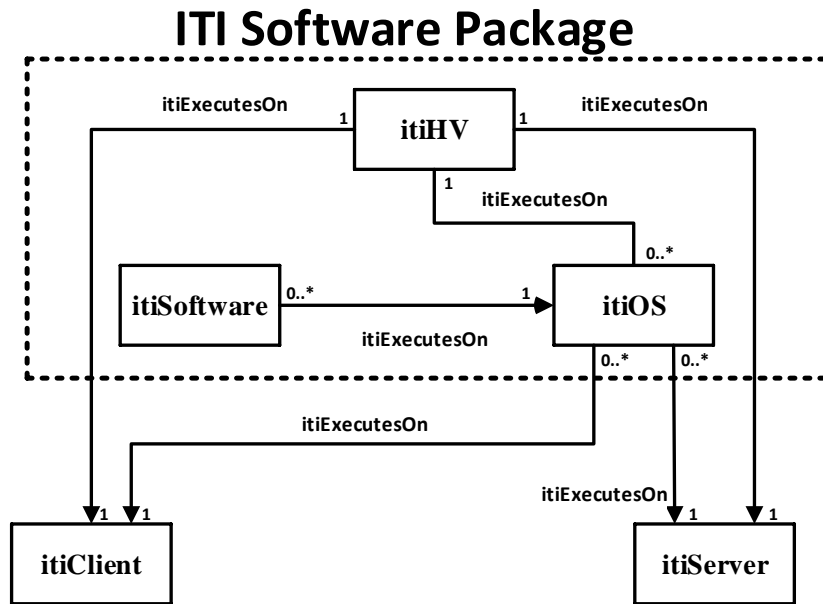 ITI Software Package
itiExecutesOn
itiExecutesOn
1
itiHV
1
1
itiExecutesOn
0..*
itiSoftware
0..*
1
itiOS
itiExecutesOn
0..*
0..*
itiExecutesOn
itiExecutesOn
1
1
1
1
itiClient
itiServer